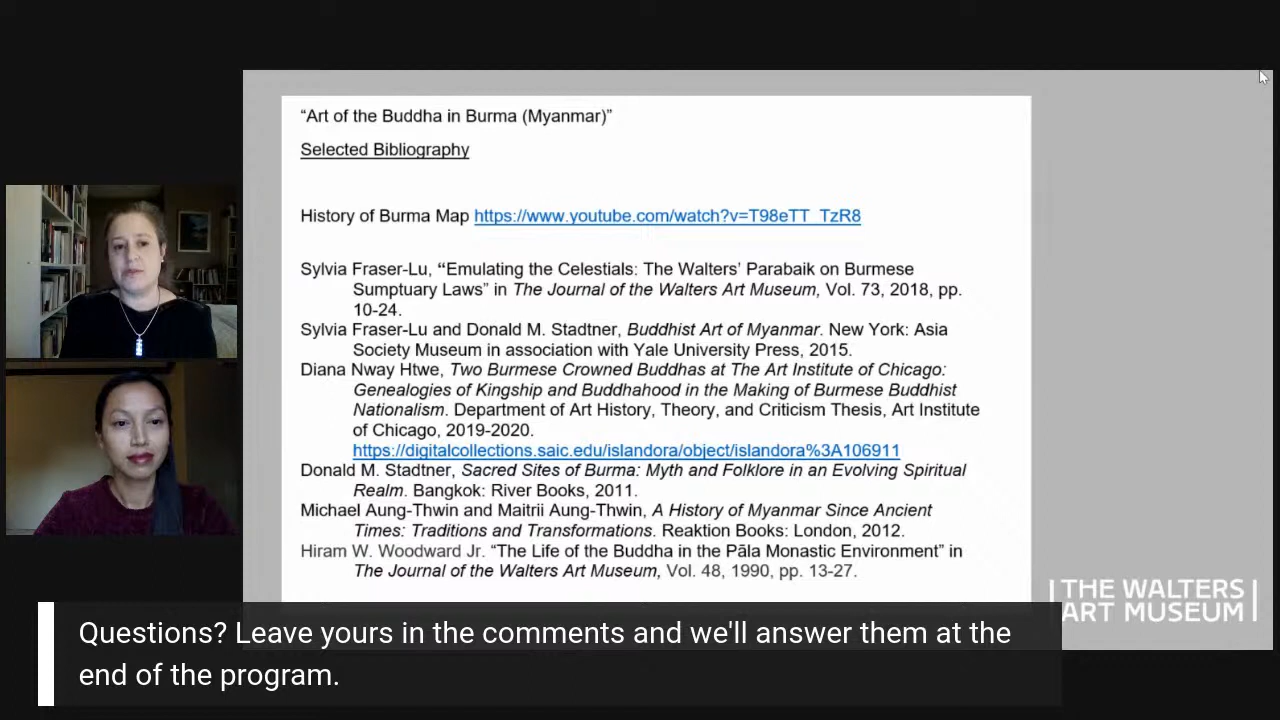 “Art of the Buddha in Burma (Myanmar)”
Selected Bibliography
History of Burma Map https://www.youtube.com/watch?v=T98eTT_TzR8
Sylvia Fraser-Lu, “Emulating the Celestials: The Walters’ Parabaik on Burmese
Sumptuary Laws” in The Journal of the Walters Art Museum, Vol. 73, 2018, pp.
10-24.
Sylvia Fraser-Lu and Donald M. Stadtner, Buddhist Art of Myanmar. New York: Asia
Society Museum in association with Yale University Press, 2015.
Diana Nway Htwe, Two Burmese Crowned Buddhas at The Art Institute of Chicago:
Genealogies of Kingship and Buddhahood in the Making of Burmese Buddhist
Nationalism. Department of Art History, Theory, and Criticism Thesis, Art Institute
of Chicago, 2019-2020.
https://digitalcollections.saic.edu/islandora/object/islandora%3A106911
Donald M. Stadtner, Sacred Sites of Burma: Myth and Folklore in an Evolving Spiritual
Realm. Bangkok: River Books, 2011.
Michael Aung-Thwin and Maitrii Aung-Thwin, A History of Myanmar Since Ancient
Times: Traditions and Transformations. Reaktion Books: London, 2012.
Hiram W. Woodward Jr. “The Life of the Buddha in the Pāla Monastic Environment” in
The Journal of the Walters Art Museum, Vol. 48, 1990, pp. 13-27.
THE WALTERS
ART MUSEUM
Questions? Leave yours in the comments and we'll answer them at the
end of the program.